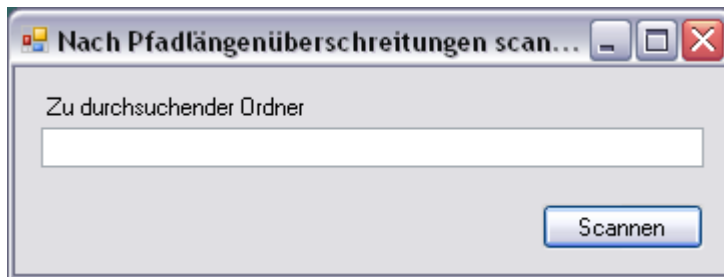 Nach Pfadlängenüberschreitungen scan...
Zu durchsuchender Ordner
Scannen